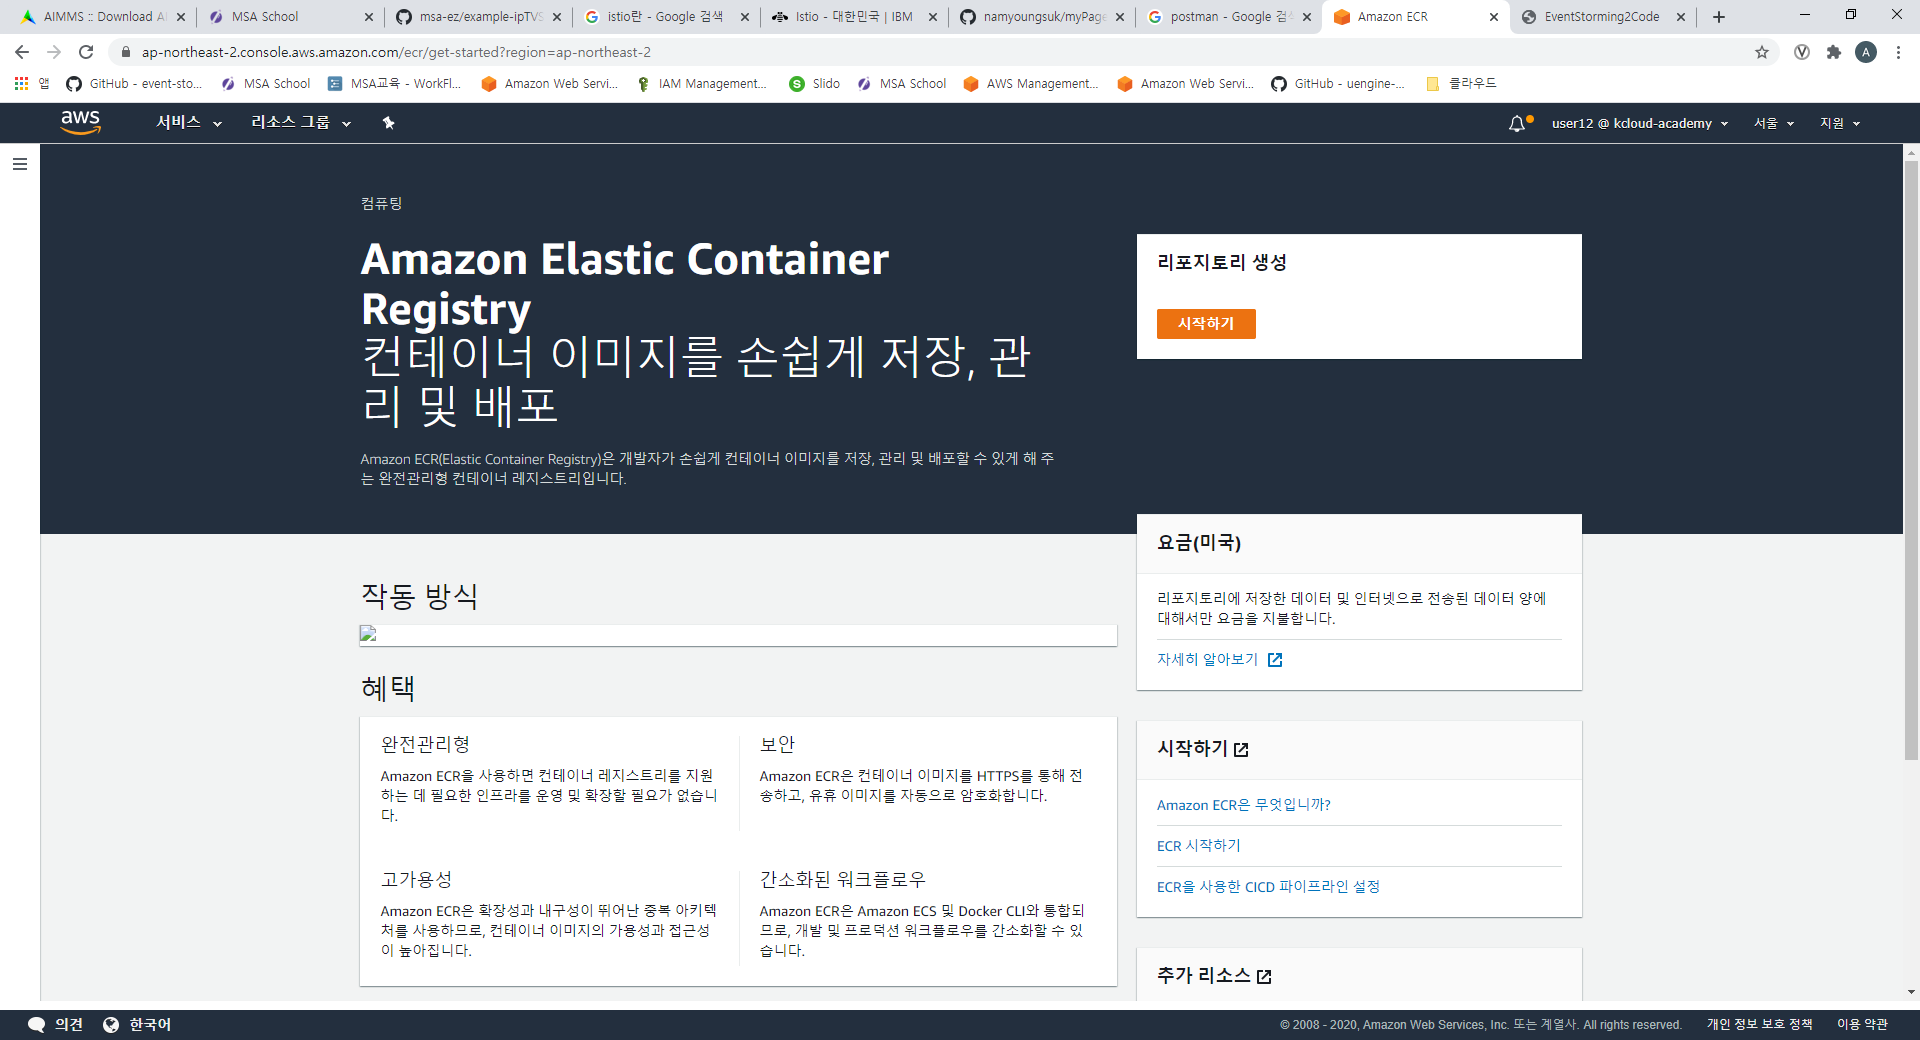 AIMMS :: Download A
MSA School
msa-ez/example-ipTVS
istio란 - Google 검색
Istio - 대한민국 | IBM
namyoungsuk/myPage
postman - Google 검색
Amazon ECR
EventStorming2Code
ap-northeast-2.console.aws.amazon.com/ecr/get-started?region=ap-northeast-2
A
앱
GitHub - event-sto...
MSA School
MSA교육 - WorkFl...
Amazon Web Servi...
IAM Management...
Slido
MSA School
AWS Management...
Amazon Web Servi...
GitHub - uengine-...
클라우드
aws
서비스
리소스 그룹
user12 @ kcloud-academy
서울
지원
컴퓨팅
Amazon Elastic Container
Registry
컨테이너 이미지를 손쉽게 저장, 관
리 및 배포
Amazon ECR(Elastic Container Registry)은 개발자가 손쉽게 컨테이너 이미지를 저장, 관리 및 배포할 수 있게 해 주
는 완전관리형 컨테이너 레지스트리입니다.
리포지토리 생성
시작하기
요금(미국)
리포지토리에 저장한 데이터 및 인터넷으로 전송된 데이터 양에
대해서만 요금을 지불합니다.
자세히 알아보기
작동 방식
혜택
완전관리형
Amazon ECR을 사용하면 컨테이너 레지스트리를 지원
하는 데 필요한 인프라를 운영 및 확장할 필요가 없습니
다.
보안
Amazon ECR은 컨테이너 이미지를 HTTPS를 통해 전
송하고, 유휴 이미지를 자동으로 암호화합니다.
고가용성
Amazon ECR은 확장성과 내구성이 뛰어난 중복 아키텍
처를 사용하므로, 컨테이너 이미지의 가용성과 접근성
이 높아집니다.
간소화된 워크플로우
Amazon ECR은 Amazon ECS 및 Docker CLI와 통합되
므로, 개발 및 프로덕션 워크플로우를 간소화할 수 있
습니다.
시작하기
Amazon ECR은 무엇입니까?
ECR 시작하기
ECR을 사용한 CICD 파이프라인 설정
추가 리소스
의견
한국어
© 2008 - 2020, Amazon Web Services, Inc. 또는 계열사. All rights reserved.
개인 정보 보호 정책
이용 약관